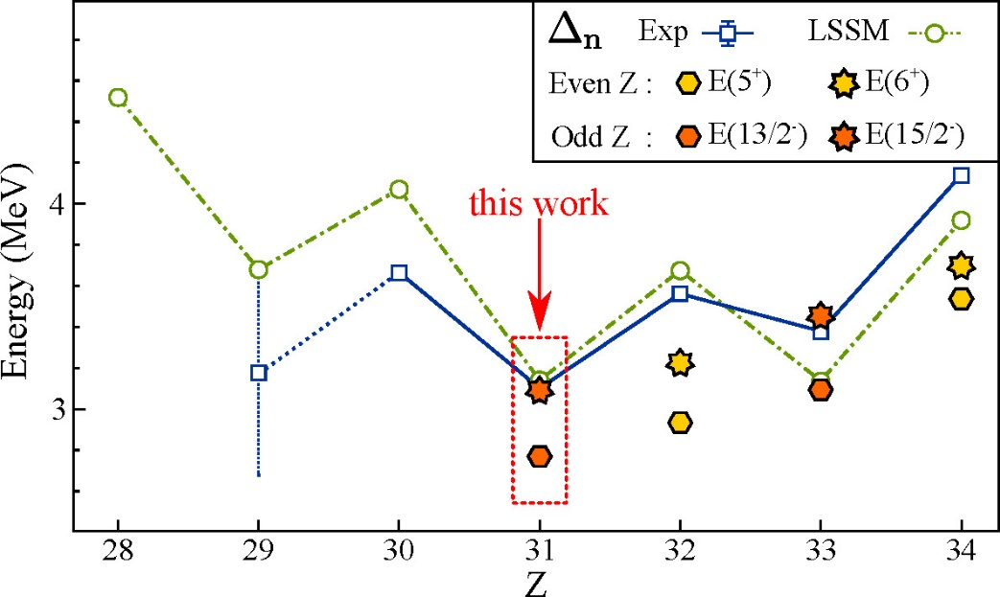 Δn Exp LSSM
Even Z : E(5+) E(6+)
Odd Z : E(13/2-) E(15/2-)
this work
Energy (MeV)
4
3
28 29 30 31 32 33 34
Z